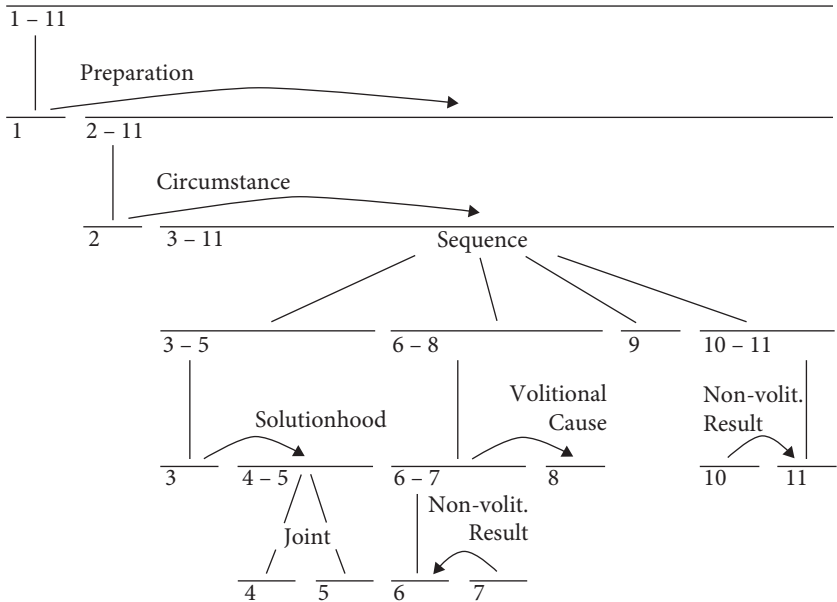 1 – 11
Preparation
1
2 – 11
Circumstance
2
3 – 11
Sequence
3 – 5
6 – 8
9
10 – 11
Solutionhood
Volitional
Cause
Non-volit.
Result
3
4 – 5
6 – 7
8
10
11
Joint
Non-volit.
Result
4
5
6
7